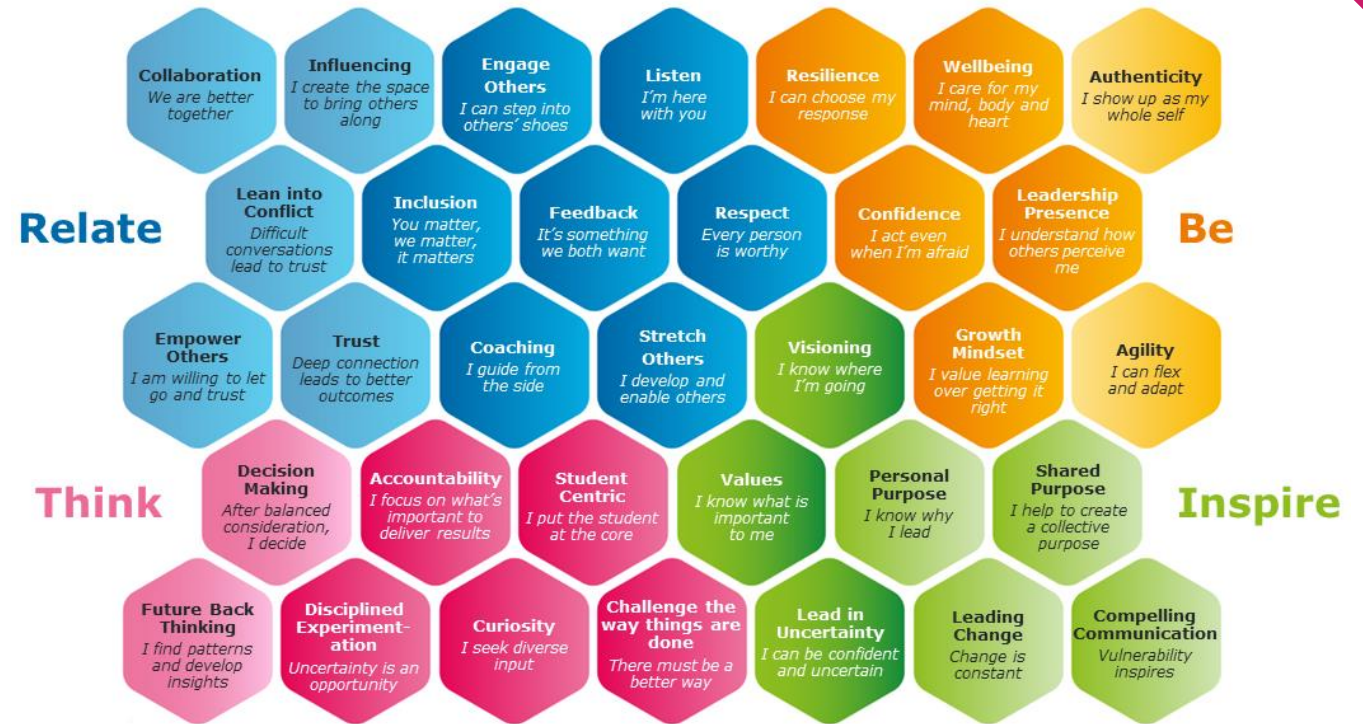 Collaboration
We are better
together
Influencing
I create the space
to bring others
along
Engage
Others
I can step into
others' shoes
Listen
I'm here
with you
Resilience
I can choose my
response
Wellbeing
I care for my
mind, body and
heart
Authenticity
I show up as my
whole self
Relate
Lean into
Conflict
Difficult
conversations
lead to trust
Inclusion
You matter,
we matter,
it matters
Feedback
It's something
we both want
Respect
Every person
is worthy
Confidence
I act even
when I'm afraid
Leadership
Presence
I understand how
others perceive
me
Be
Empower
Others
I am willing to let
go and trust
Trust
Deep connection
leads to better
outcomes
Coaching
I guide from
the side
Stretch
Others
I develop and
enable others
Visioning
I know where
I'm going
Growth
Mindset
I value learning
over getting it
right
Agility
I can flex
and adapt
Think
Decision
Making
After balanced
consideration,
I decide
Accountability
I focus on what's
important to
deliver results
Student
Centric
I put the student
at the core
Values
I know what is
important
to me
Personal
Purpose
I know why
I lead
Shared
Purpose
I help to create
a collective
purpose
Inspire
Future Back
Thinking
I find patterns
and develop
insights
Disciplined
Experiment-
ation
Uncertainty is an
opportunity
Curiosity
I seek diverse
input
Challenge the
way things are
done
There must be a
better way
Lead in
Uncertainty
I can be confident
and uncertain
Leading
Change
Change is
constant
Compelling
Communication
Vulnerability
inspires